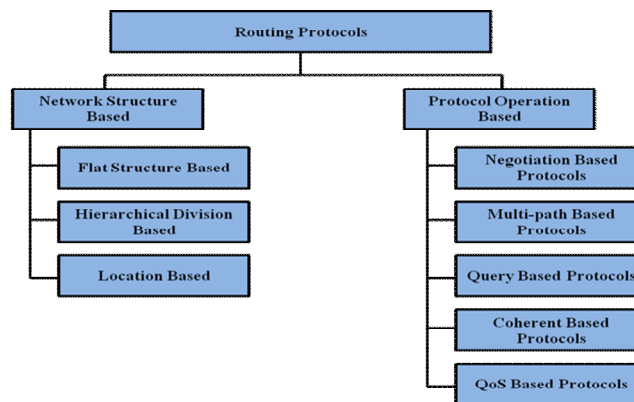 Routing Protocols
Network Structure
Based
Flat Structure Based
Hierarchical Division
Based
Location Based
Protocol Operation
Based
Negotiation Based
Protocols
Multi-path Based
Protocols
Query Based Protocols
Coherent Based
Protocols
QoS Based Protocols